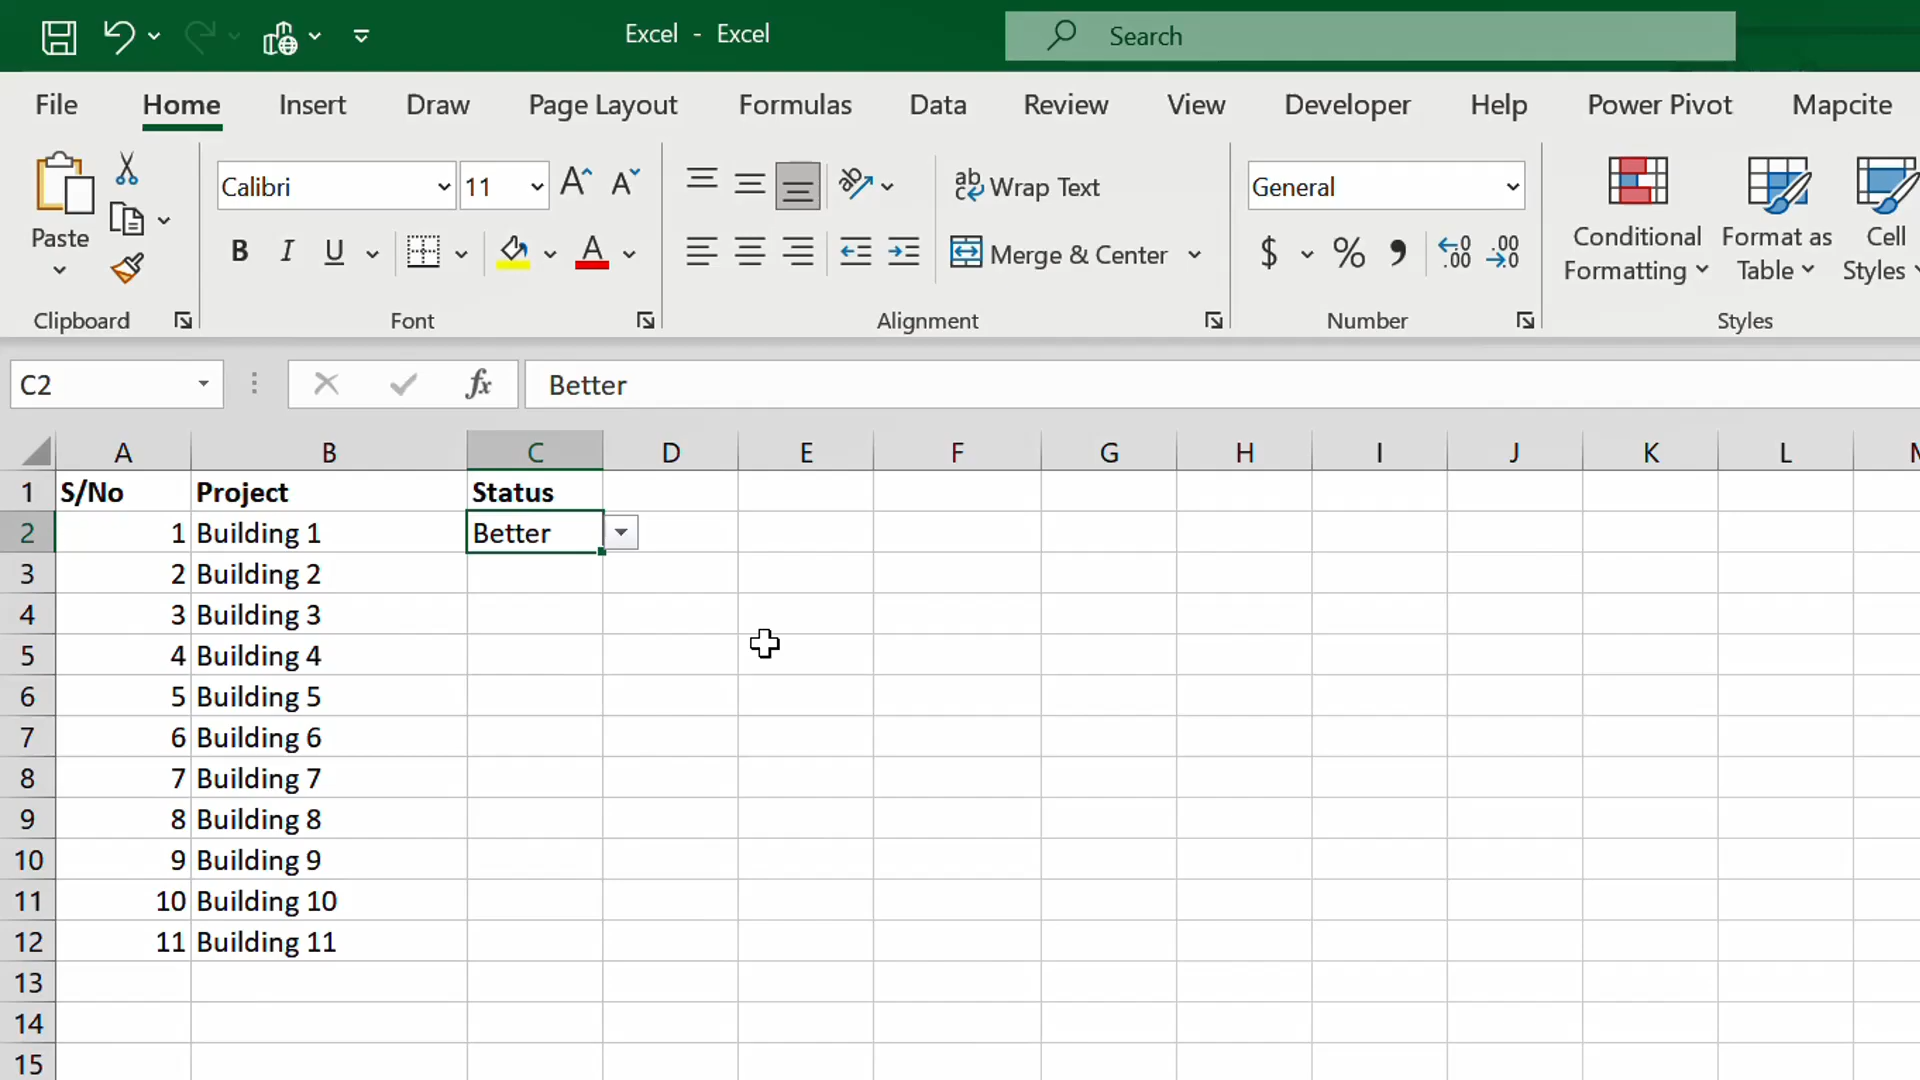 Excel - Excel
Search
File Home Insert Draw Page Layout Formulas Data Review View Developer Help Power Pivot Mapcite
Paste
Calibri 11
B I U
ab Wrap Text
Merge & Center
General
$ % ,
Conditional Formatting
Format as Table
Cell Styles
Clipboard Font Alignment Number Styles
C2 fx Better
A B C D E F G H I J K L
1 S/No Project Status
2 1 Building 1 Better
3 2 Building 2
4 3 Building 3
5 4 Building 4
6 5 Building 5
7 6 Building 6
8 7 Building 7
9 8 Building 8
10 9 Building 9
11 10 Building 10
12 11 Building 11
13
14
15